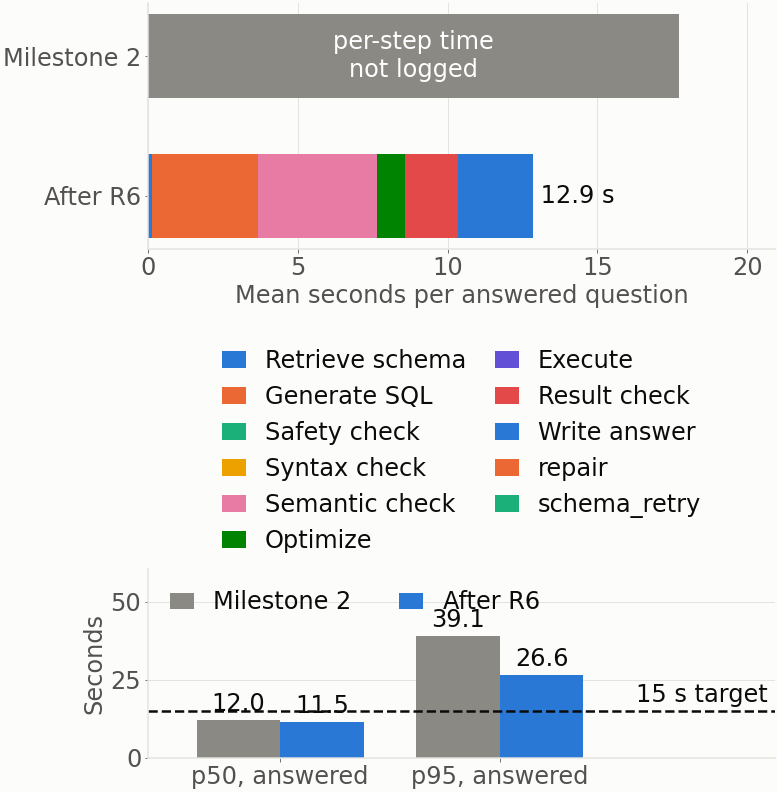 per-step time
not logged
Milestone 2
After R6
12.9 s
0 5 10 15 20
Mean seconds per answered question
Retrieve schema
Generate SQL
Safety check
Syntax check
Semantic check
Optimize
Execute
Result check
Write answer
repair
schema_retry
Milestone 2 After R6
50
25
0
Seconds
12.0 11.5
39.1
26.6
15 s target
p50, answered p95, answered